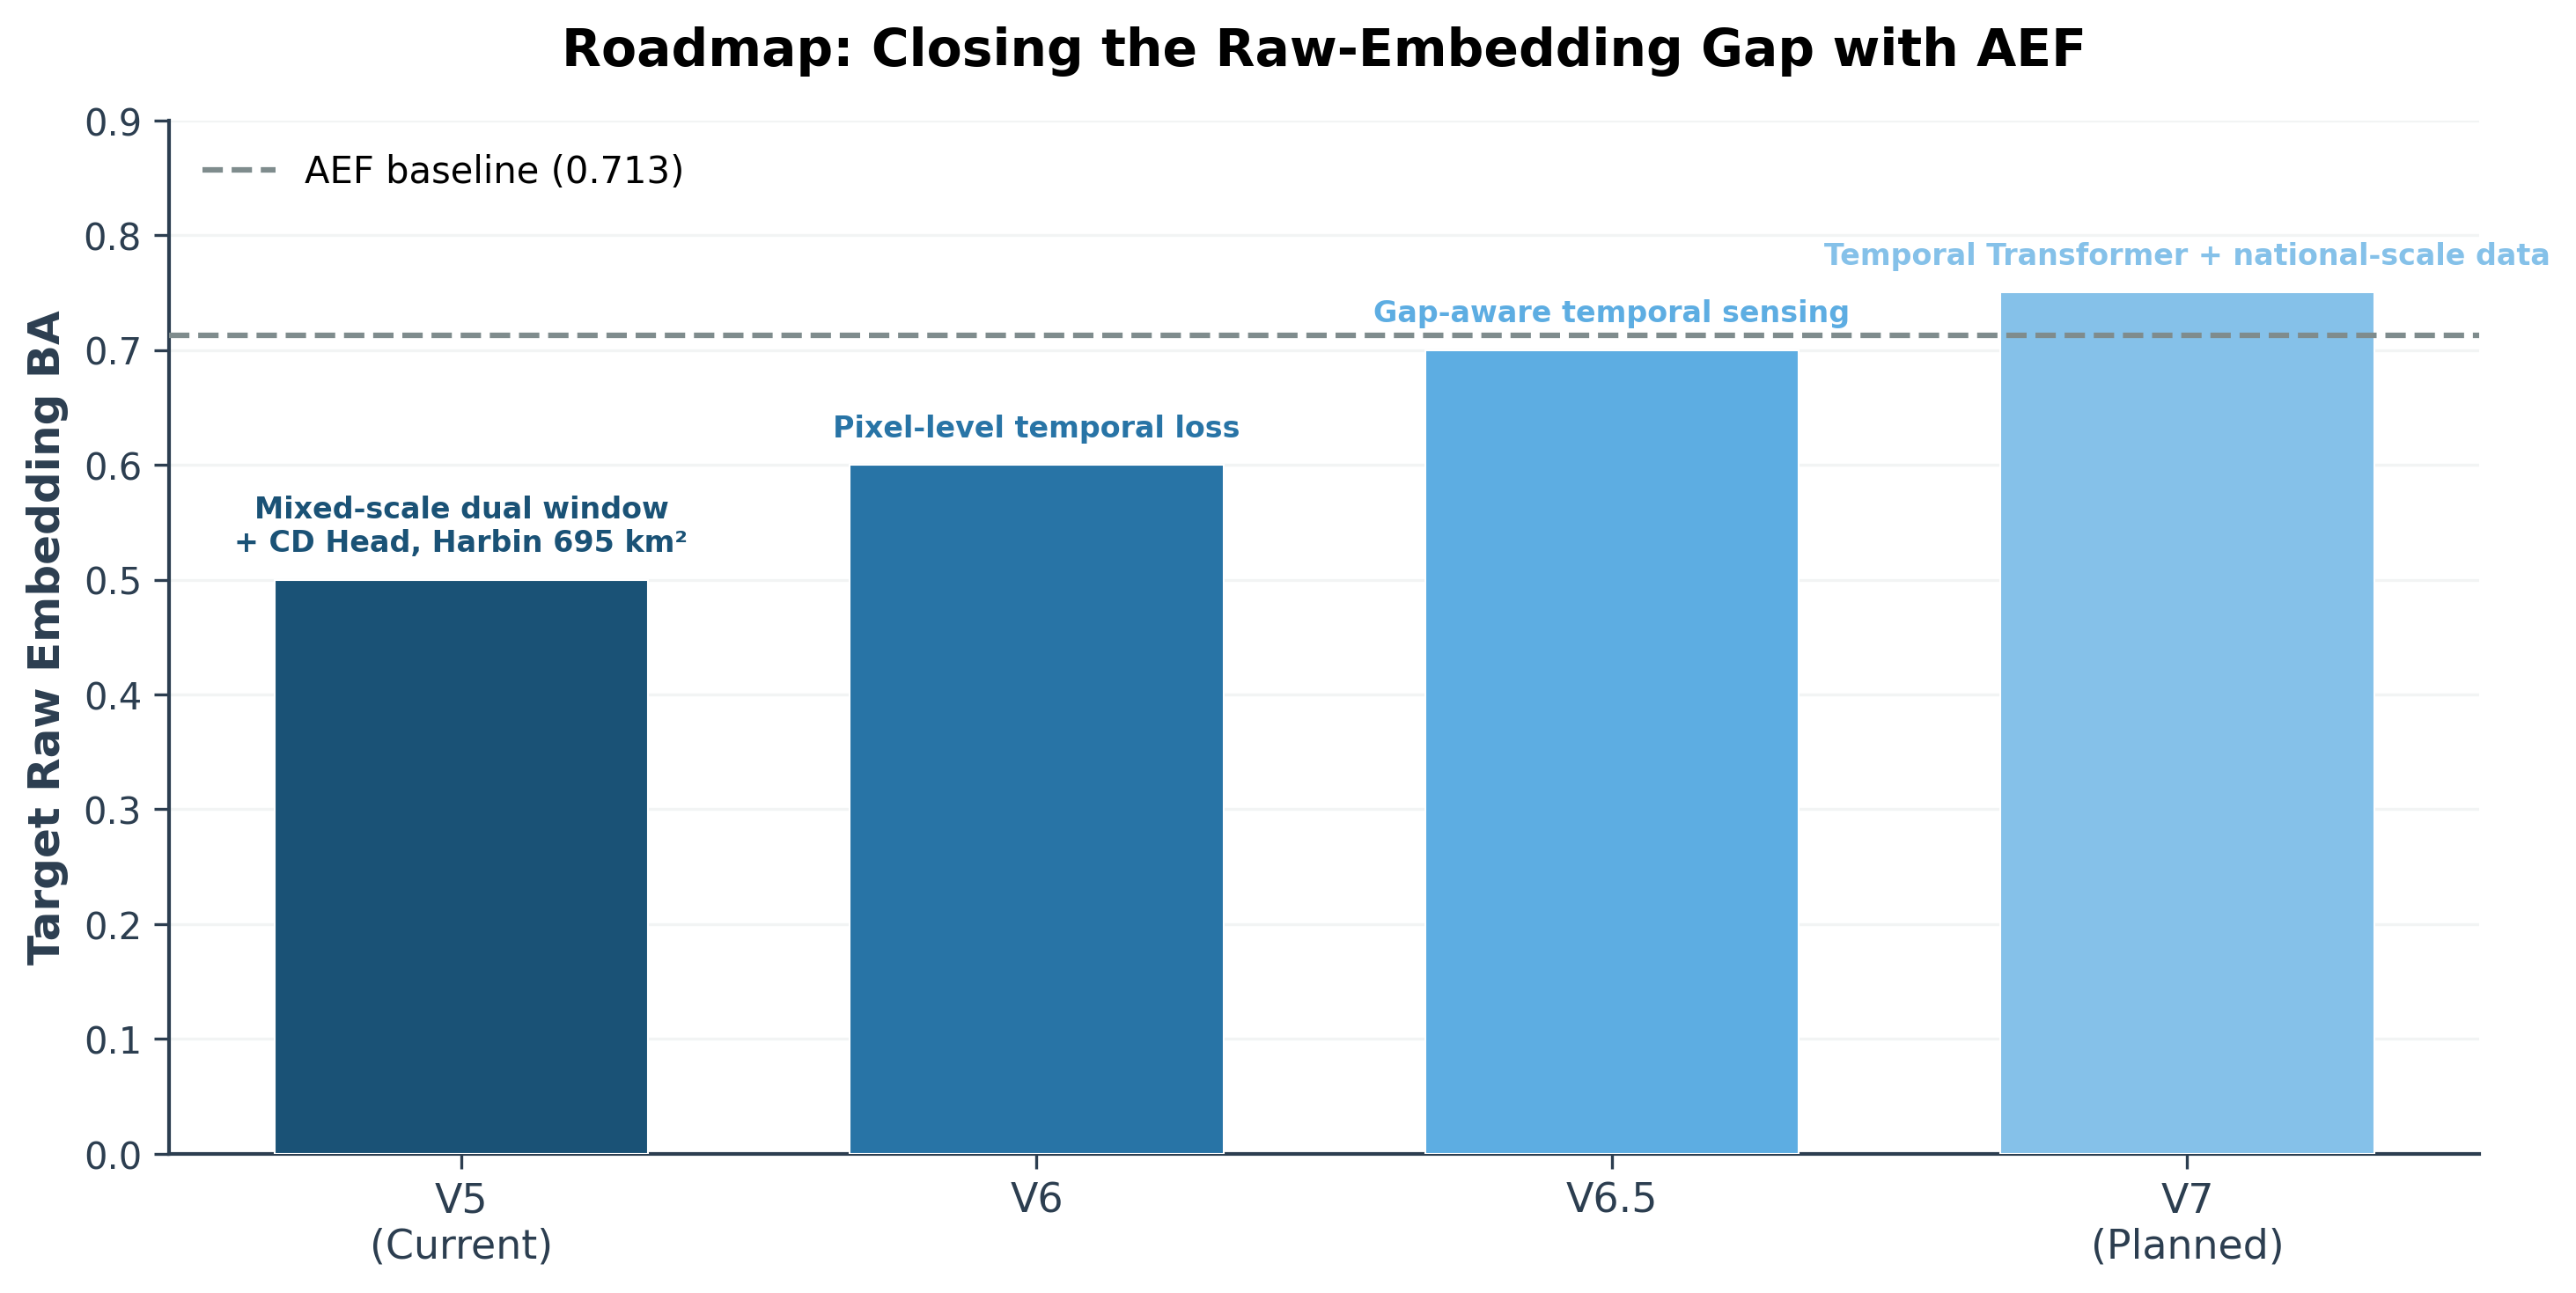 Roadmap: Closing the Raw-Embedding Gap with AEF
Target Raw Embedding BA
0.9
0.8
0.7
0.6
0.5
0.4
0.3
0.2
0.1
0.0
AEF baseline (0.713)
Mixed-scale dual window
+ CD Head, Harbin 695 km²
Pixel-level temporal loss
Gap-aware temporal sensing
Temporal Transformer + national-scale data
V5
(Current)
V6
V6.5
V7
(Planned)